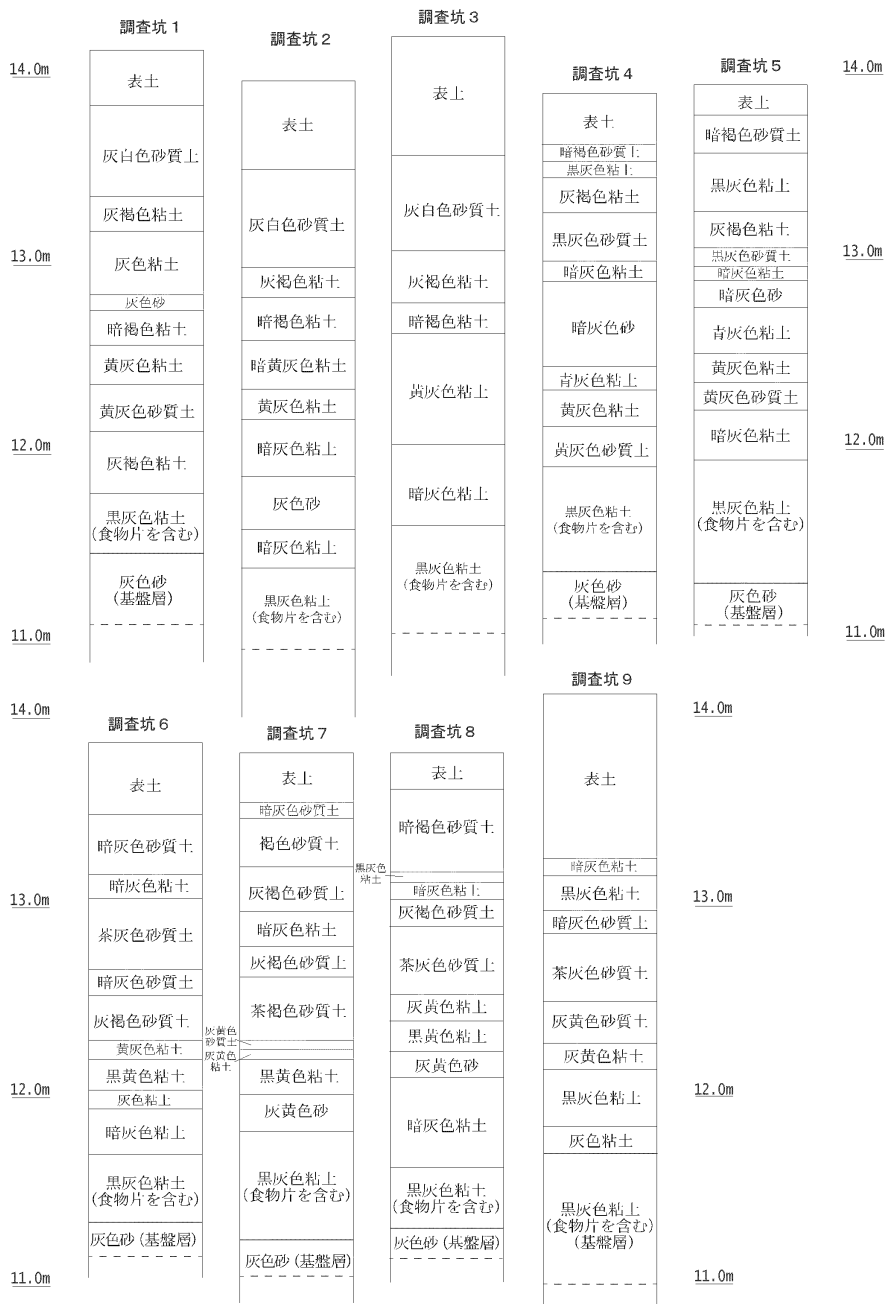 調査坑1
表土
灰白色砂質土
灰褐色粘土
灰色粘土
灰色砂
暗褐色粘土
黄灰色粘土
黄灰色砂質土
灰褐色粘土
黒灰色粘土
(食物片を含む)
灰色砂
(基盤層)
調査坑2
表土
灰白色砂質土
灰褐色粘土
暗褐色粘土
暗黄灰色粘土
黄灰色粘土
暗灰色粘土
灰色砂
暗灰色粘土
黒灰色粘土
(食物片を含む)
調査坑3
表土
灰白色砂質土
灰褐色粘土
暗褐色粘土
黄灰色粘土
暗灰色粘土
黒灰色粘土
(食物片を含む)
調査坑4
表土
暗褐色砂質土
黒灰色粘土
灰褐色粘土
黒灰色砂質土
暗灰色粘土
暗灰色砂
青灰色粘土
黄灰色粘土
黄灰色砂質土
黒灰色粘土
(食物片を含む)
灰色砂
(基盤層)
調査坑5
表土
暗褐色砂質土
黒灰色粘土
灰褐色粘土
黒灰色砂質土
暗灰色粘土
暗灰色砂
青灰色粘土
黄灰色粘土
黄灰色砂質土
暗灰色粘土
黒灰色粘土
(食物片を含む)
灰色砂
(基盤層)
14.0m
13.0m
12.0m
11.0m
14.0m
13.0m
12.0m
11.0m
調査坑6
表土
暗灰色砂質土
暗灰色粘土
茶灰色砂質土
暗灰色砂質土
灰褐色砂質土
黄灰色粘土
黒黄色粘土
灰色粘土
暗灰色粘土
黒灰色粘土
(食物片を含む)
灰色砂(基盤層)
調査坑7
表土
暗灰色砂質土
褐色砂質土
灰褐色砂質土
暗灰色粘土
灰褐色砂質土
茶褐色砂質土
灰黄色
砂質土
灰黄色
粘土
黒黄色粘土
灰黄色砂
黒灰色粘土
(食物片を含む)
灰色砂(基盤層)
調査坑8
表土
暗褐色砂質土
黒灰色
粘土
暗灰色粘土
灰褐色砂質土
茶灰色砂質土
灰黄色粘土
黒黄色粘土
灰黄色砂
暗灰色粘土
黒灰色粘土
(食物片を含む)
灰色砂(基盤層)
調査坑9
表土
暗灰色粘土
黒灰色粘土
暗灰色砂質土
茶灰色砂質土
灰黄色砂質土
灰黄色粘土
黒灰色粘土
灰色粘土
黒灰色粘土
(食物片を含む)
(基盤層)
14.0m
13.0m
12.0m
11.0m
14.0m
13.0m
12.0m
11.0m